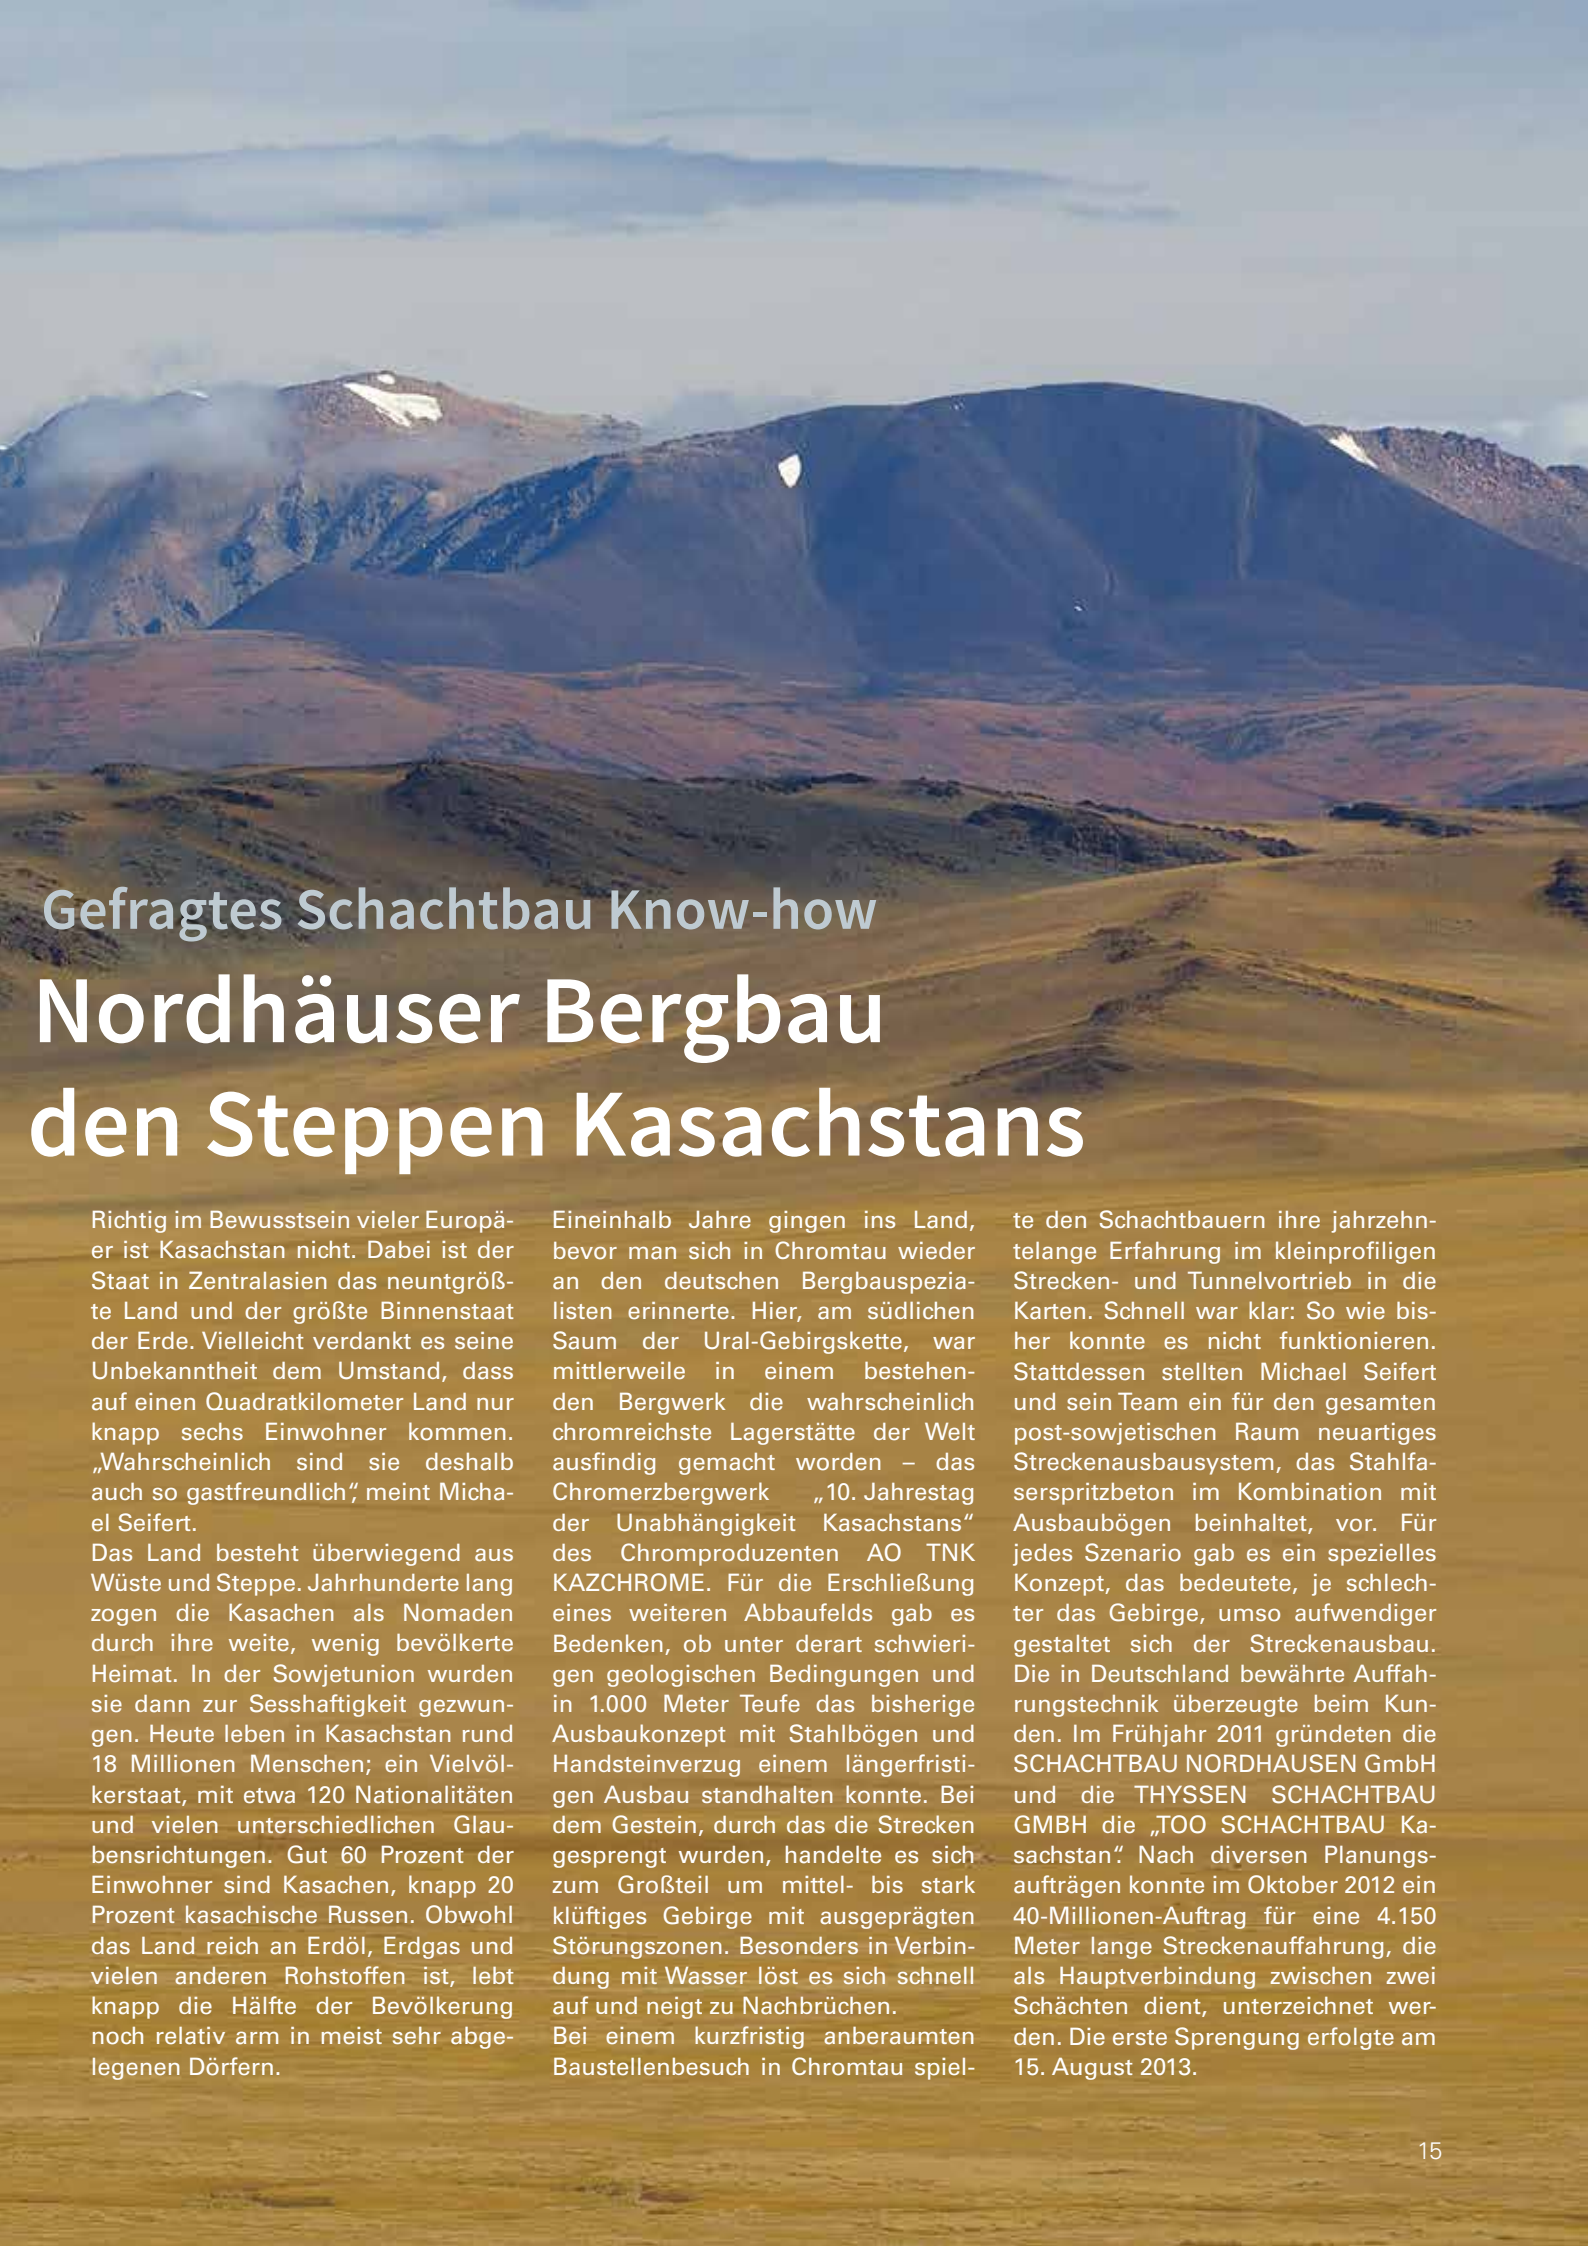 Gefragtes Schachtbau Know-how
Nordhäuser Bergbau
den Steppen Kasachstans
Richtig im Bewusstsein vieler Europä-
er ist Kasachstan nicht. Dabei ist der
Staat in Zentralasien das neuntgröß-
te Land und der größte Binnenstaat
der Erde. Vielleicht verdankt es seine
Unbekanntheit dem Umstand, dass
auf einen Quadratkilometer Land nur
knapp sechs Einwohner kommen.
„Wahrscheinlich sind sie deshalb
auch so gastfreundlich“, meint Micha-
el Seifert.
Das Land besteht überwiegend aus
Wüste und Steppe. Jahrhunderte lang
zogen die Kasachen als Nomaden
durch ihre weite, wenig bevölkerte
Heimat. In der Sowjetunion wurden
sie dann zur Sesshaftigkeit gezwun-
gen. Heute leben in Kasachstan rund
18 Millionen Menschen; ein Vielvöl-
kerstaat, mit etwa 120 Nationalitäten
und vielen unterschiedlichen Glau-
bensrichtungen. Gut 60 Prozent der
Einwohner sind Kasachen, knapp 20
Prozent kasachische Russen. Obwohl
das Land reich an Erdöl, Erdgas und
vielen anderen Rohstoffen ist, lebt
knapp die Hälfte der Bevölkerung
noch relativ arm in meist sehr abge-
legenen Dörfern.
Eineinhalb Jahre gingen ins Land,
bevor man sich in Chromtau wieder
an den deutschen Bergbauspezia-
listen erinnerte. Hier, am südlichen
Saum der Ural-Gebirgskette, war
mittlerweile in einem bestehen-
den Bergwerk die wahrscheinlich
chromreichste Lagerstätte der Welt
ausfindig gemacht worden – das
Chromerzbergwerk „10. Jahrestag
der Unabhängigkeit Kasachstans“
des Chromproduzenten AO TNK
KAZCHROME. Für die Erschließung
eines weiteren Abbaufelds gab es
Bedenken, ob unter derart schwieri-
gen geologischen Bedingungen und
in 1.000 Meter Teufe das bisherige
Ausbaukonzept mit Stahlbögen und
Handsteinverzug einem längerfristi-
gen Ausbau standhalten konnte. Bei
dem Gestein, durch das die Strecken
gesprengt wurden, handelte es sich
zum Großteil um mittel- bis stark
klüftiges Gebirge mit ausgeprägten
Störungszonen. Besonders in Verbin-
dung mit Wasser löst es sich schnell
auf und neigt zu Nachbrüchen.
Bei einem kurzfristig anberaumten
Baustellenbesuch in Chromtau spiel-
te den Schachtbauern ihre jahrzehn-
telange Erfahrung im kleinprofiligen
Strecken- und Tunnelvortrieb in die
Karten. Schnell war klar: So wie bis-
her konnte es nicht funktionieren.
Stattdessen stellten Michael Seifert
und sein Team ein für den gesamten
post-sowjetischen Raum neuartiges
Streckenausbausystem, das Stahlfa-
serspritzbeton im Kombination mit
Ausbaubögen beinhaltet, vor. Für
jedes Szenario gab es ein spezielles
Konzept, das bedeutete, je schlech-
ter das Gebirge, umso aufwendiger
gestaltet sich der Streckenausbau.
Die in Deutschland bewährte Auffah-
rungstechnik überzeugte beim Kun-
den. Im Frühjahr 2011 gründeten die
SCHACHTBAU NORDHAUSEN GmbH
und die THYSSEN SCHACHTBAU
GMBH die „TOO SCHACHTBAU Ka-
sachstan“. Nach diversen Planungs-
aufträgen konnte im Oktober 2012 ein
40-Millionen-Auftrag für eine 4.150
Meter lange Streckenauffahrung, die
als Hauptverbindung zwischen zwei
Schächten dient, unterzeichnet wer-
den. Die erste Sprengung erfolgte am
15. August 2013.
15